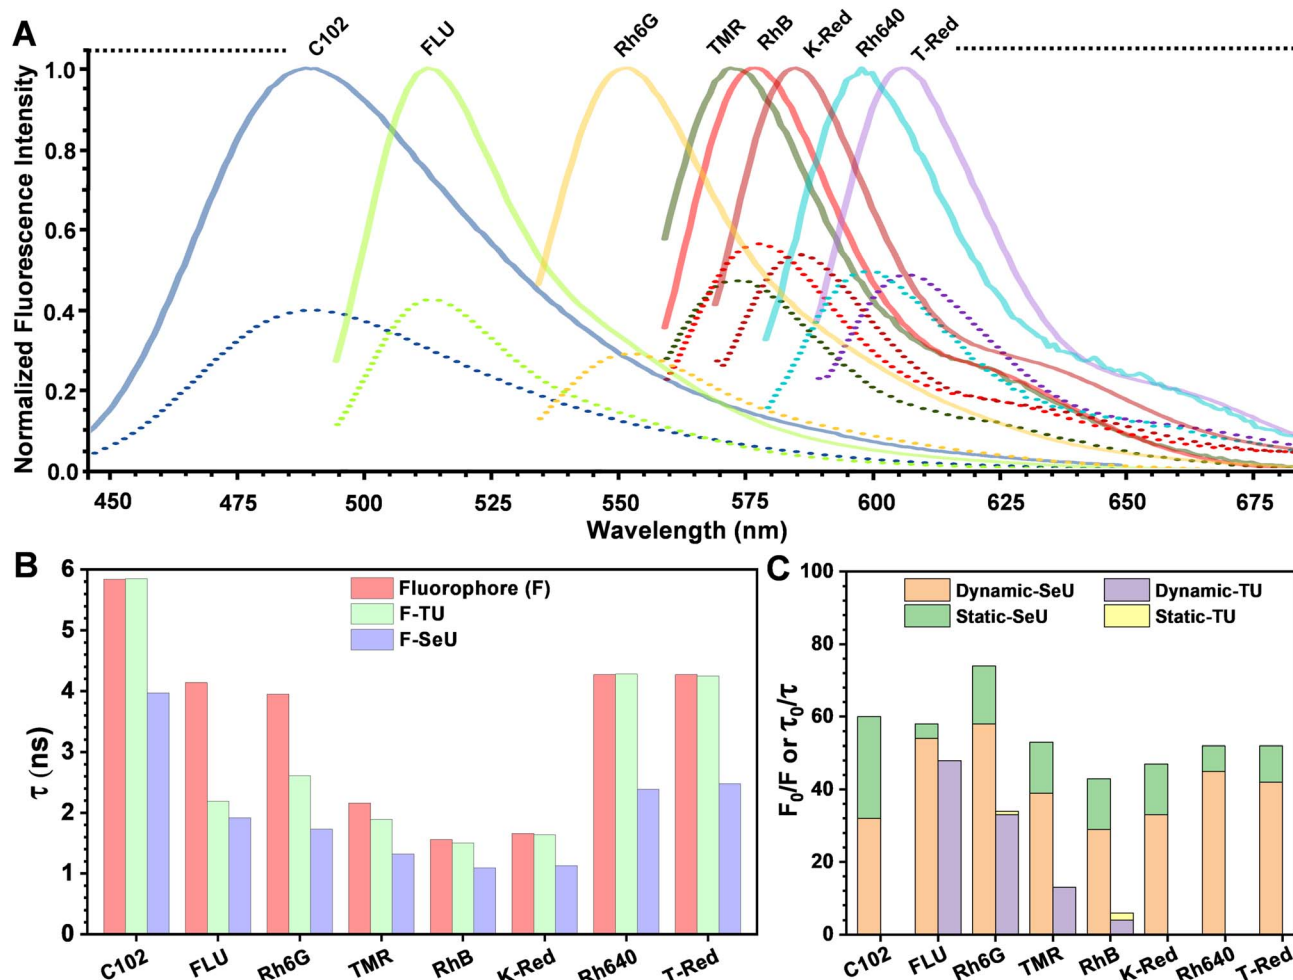 A
C102 FLU Rh6G TMR RhB K-Red Rh640 T-Red
Normalized Fluorescence Intensity
1.0
0.8
0.6
0.4
0.2
0.0
450 475 500 525 550 575 600 625 650 675
Wavelength (nm)
B
Fluorophore (F)
F-TU
F-SeU
τ (ns)
6
5
4
3
2
1
0
C102 FLU Rh6G TMR RhB K-Red Rh640 T-Red
C
Dynamic-SeU Dynamic-TU
Static-SeU Static-TU
F₀/F or τ₀/τ
100
80
60
40
20
0
C102 FLU Rh6G TMR RhB K-Red Rh640 T-Red